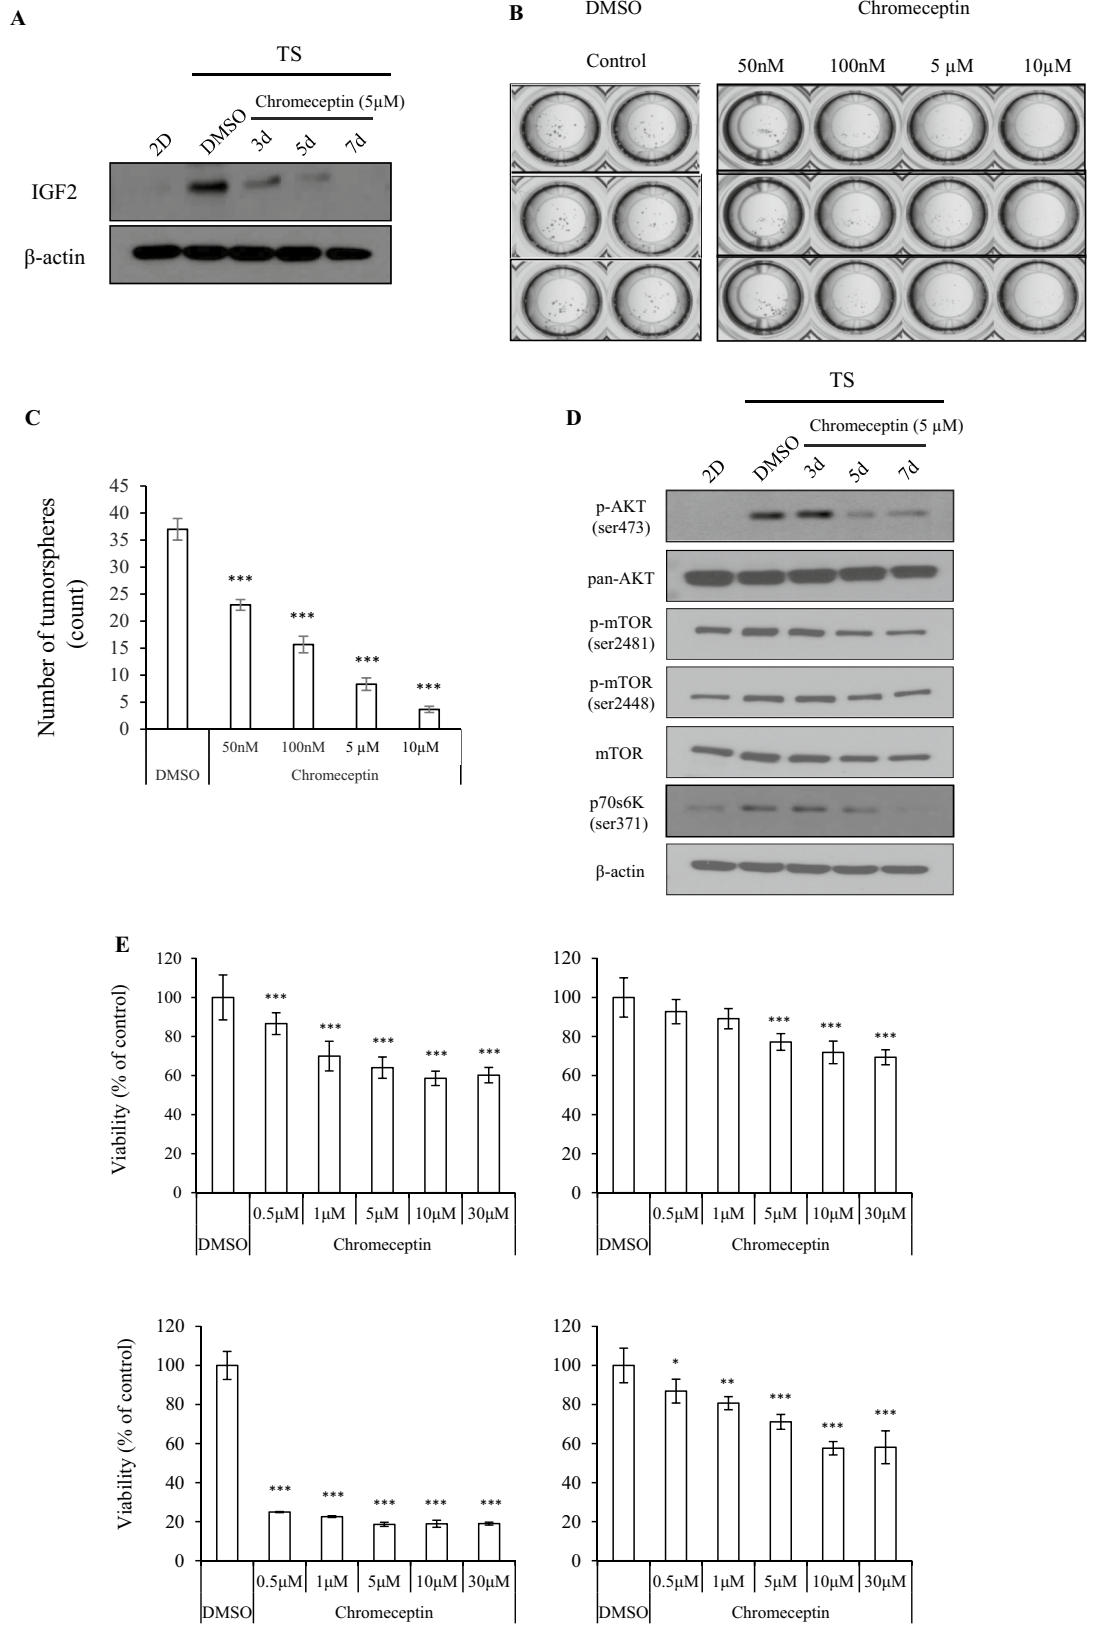 A
TS
Chromeceptin (5µM)
2D
DMSO
3d
5d
7d
IGF2
β-actin
B
DMSO
Chromeceptin
Control
50nM
100nM
5 µM
10µM
C
Number of tumorspheres
(count)
45
40
35
30
25
20
15
10
5
0
***
***
***
***
50nM
100nM
5 µM
10µM
DMSO
Chromeceptin
D
TS
Chromeceptin (5 µM)
2D
DMSO
3d
5d
7d
p-AKT
(ser473)
pan-AKT
p-mTOR
(ser2481)
p-mTOR
(ser2448)
mTOR
p70s6K
(ser371)
β-actin
E
Viability (% of control)
120
100
80
60
40
20
0
***
***
***
***
***
0.5µM
1µM
5µM
10µM
30µM
DMSO
Chromeceptin
120
100
80
60
40
20
0
***
***
***
0.5µM
1µM
5µM
10µM
30µM
DMSO
Chromeceptin
Viability (% of control)
120
100
80
60
40
20
0
***
***
***
***
***
0.5µM
1µM
5µM
10µM
30µM
DMSO
Chromeceptin
120
100
80
60
40
20
0
*
**
***
***
***
0.5µM
1µM
5µM
10µM
30µM
DMSO
Chromeceptin